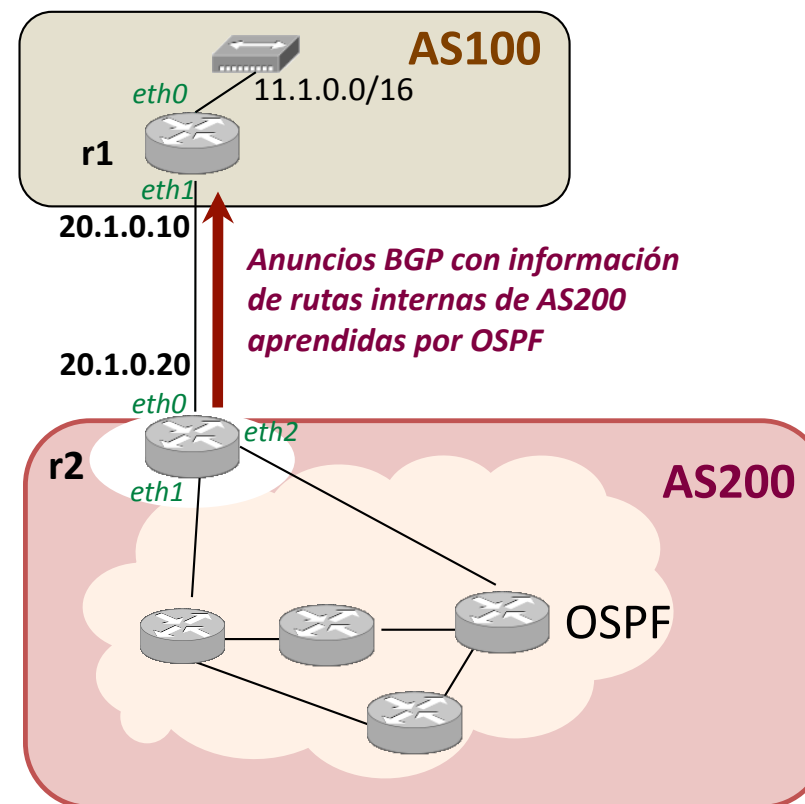 AS100
eth0
11.1.0.0/16
r1
eth1
20.1.0.10
Anuncios BGP con información
de rutas internas de AS200
aprendidas por OSPF
20.1.0.20
eth0
eth2
r2
eth1
AS200
OSPF